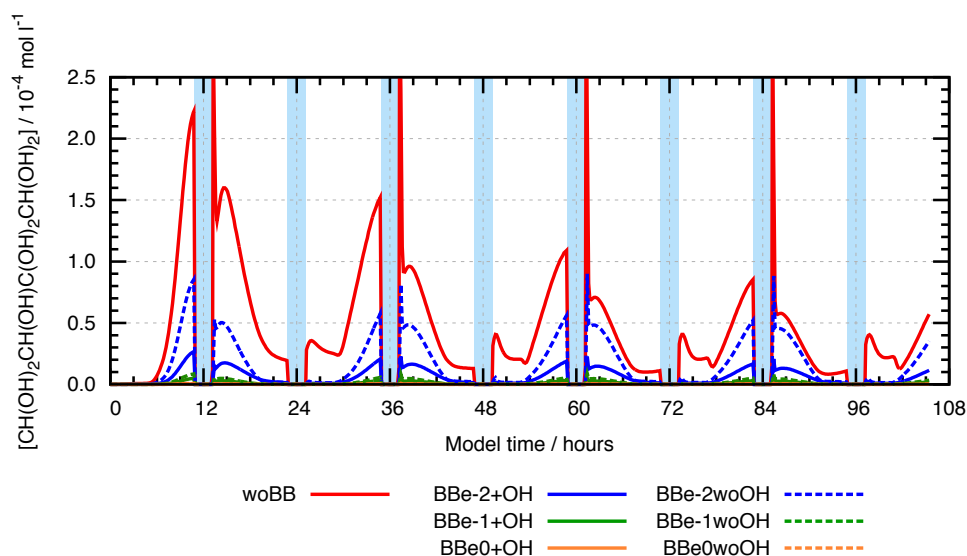 [CH(OH)2CH(OH)C(OH)2CH(OH)2] / 10-4 mol l-1
2.5
2.0
1.5
1.0
0.5
0.0
0 12 24 36 48 60 72 84 96 108
Model time / hours
woBB BBe-2+OH BBe-2woOH
BBe-1+OH BBe-1woOH
BBe0+OH BBe0woOH